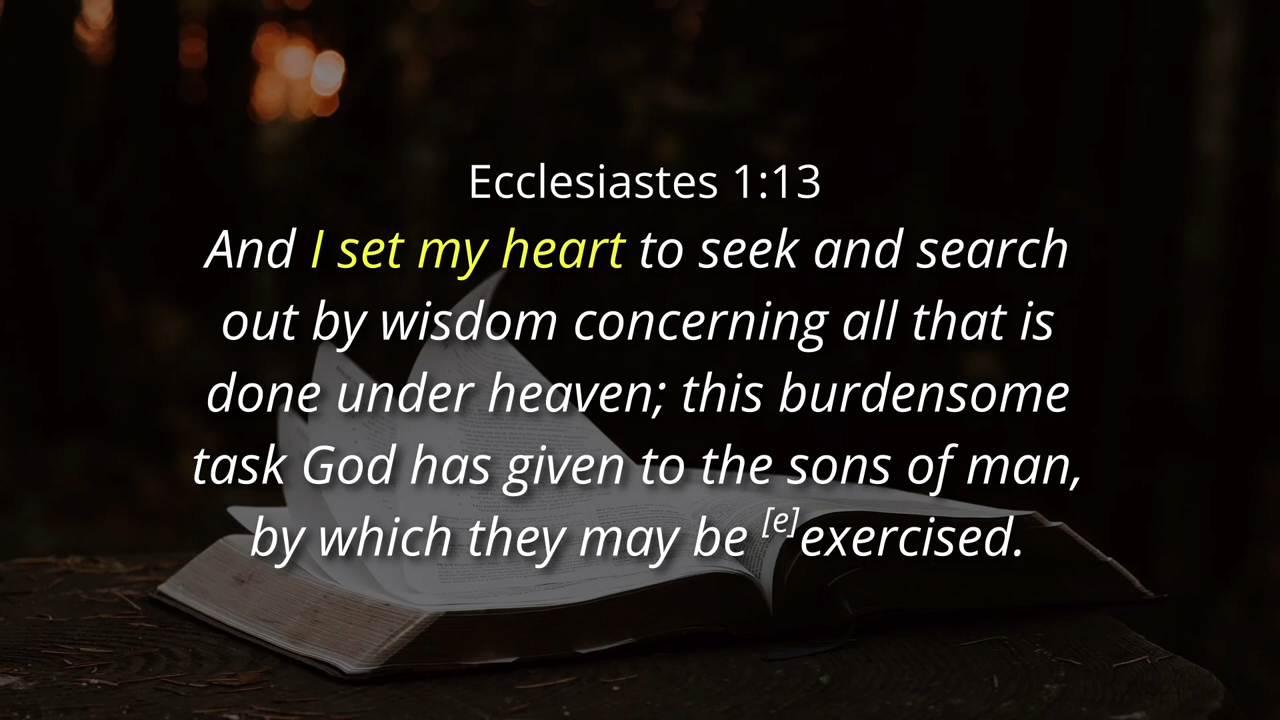 Ecclesiastes 1:13
And I set my heart to seek and search
out by wisdom concerning all that is
done under heaven; this burdensome
task God has given to the sons of man,
by which they may be [e]exercised.